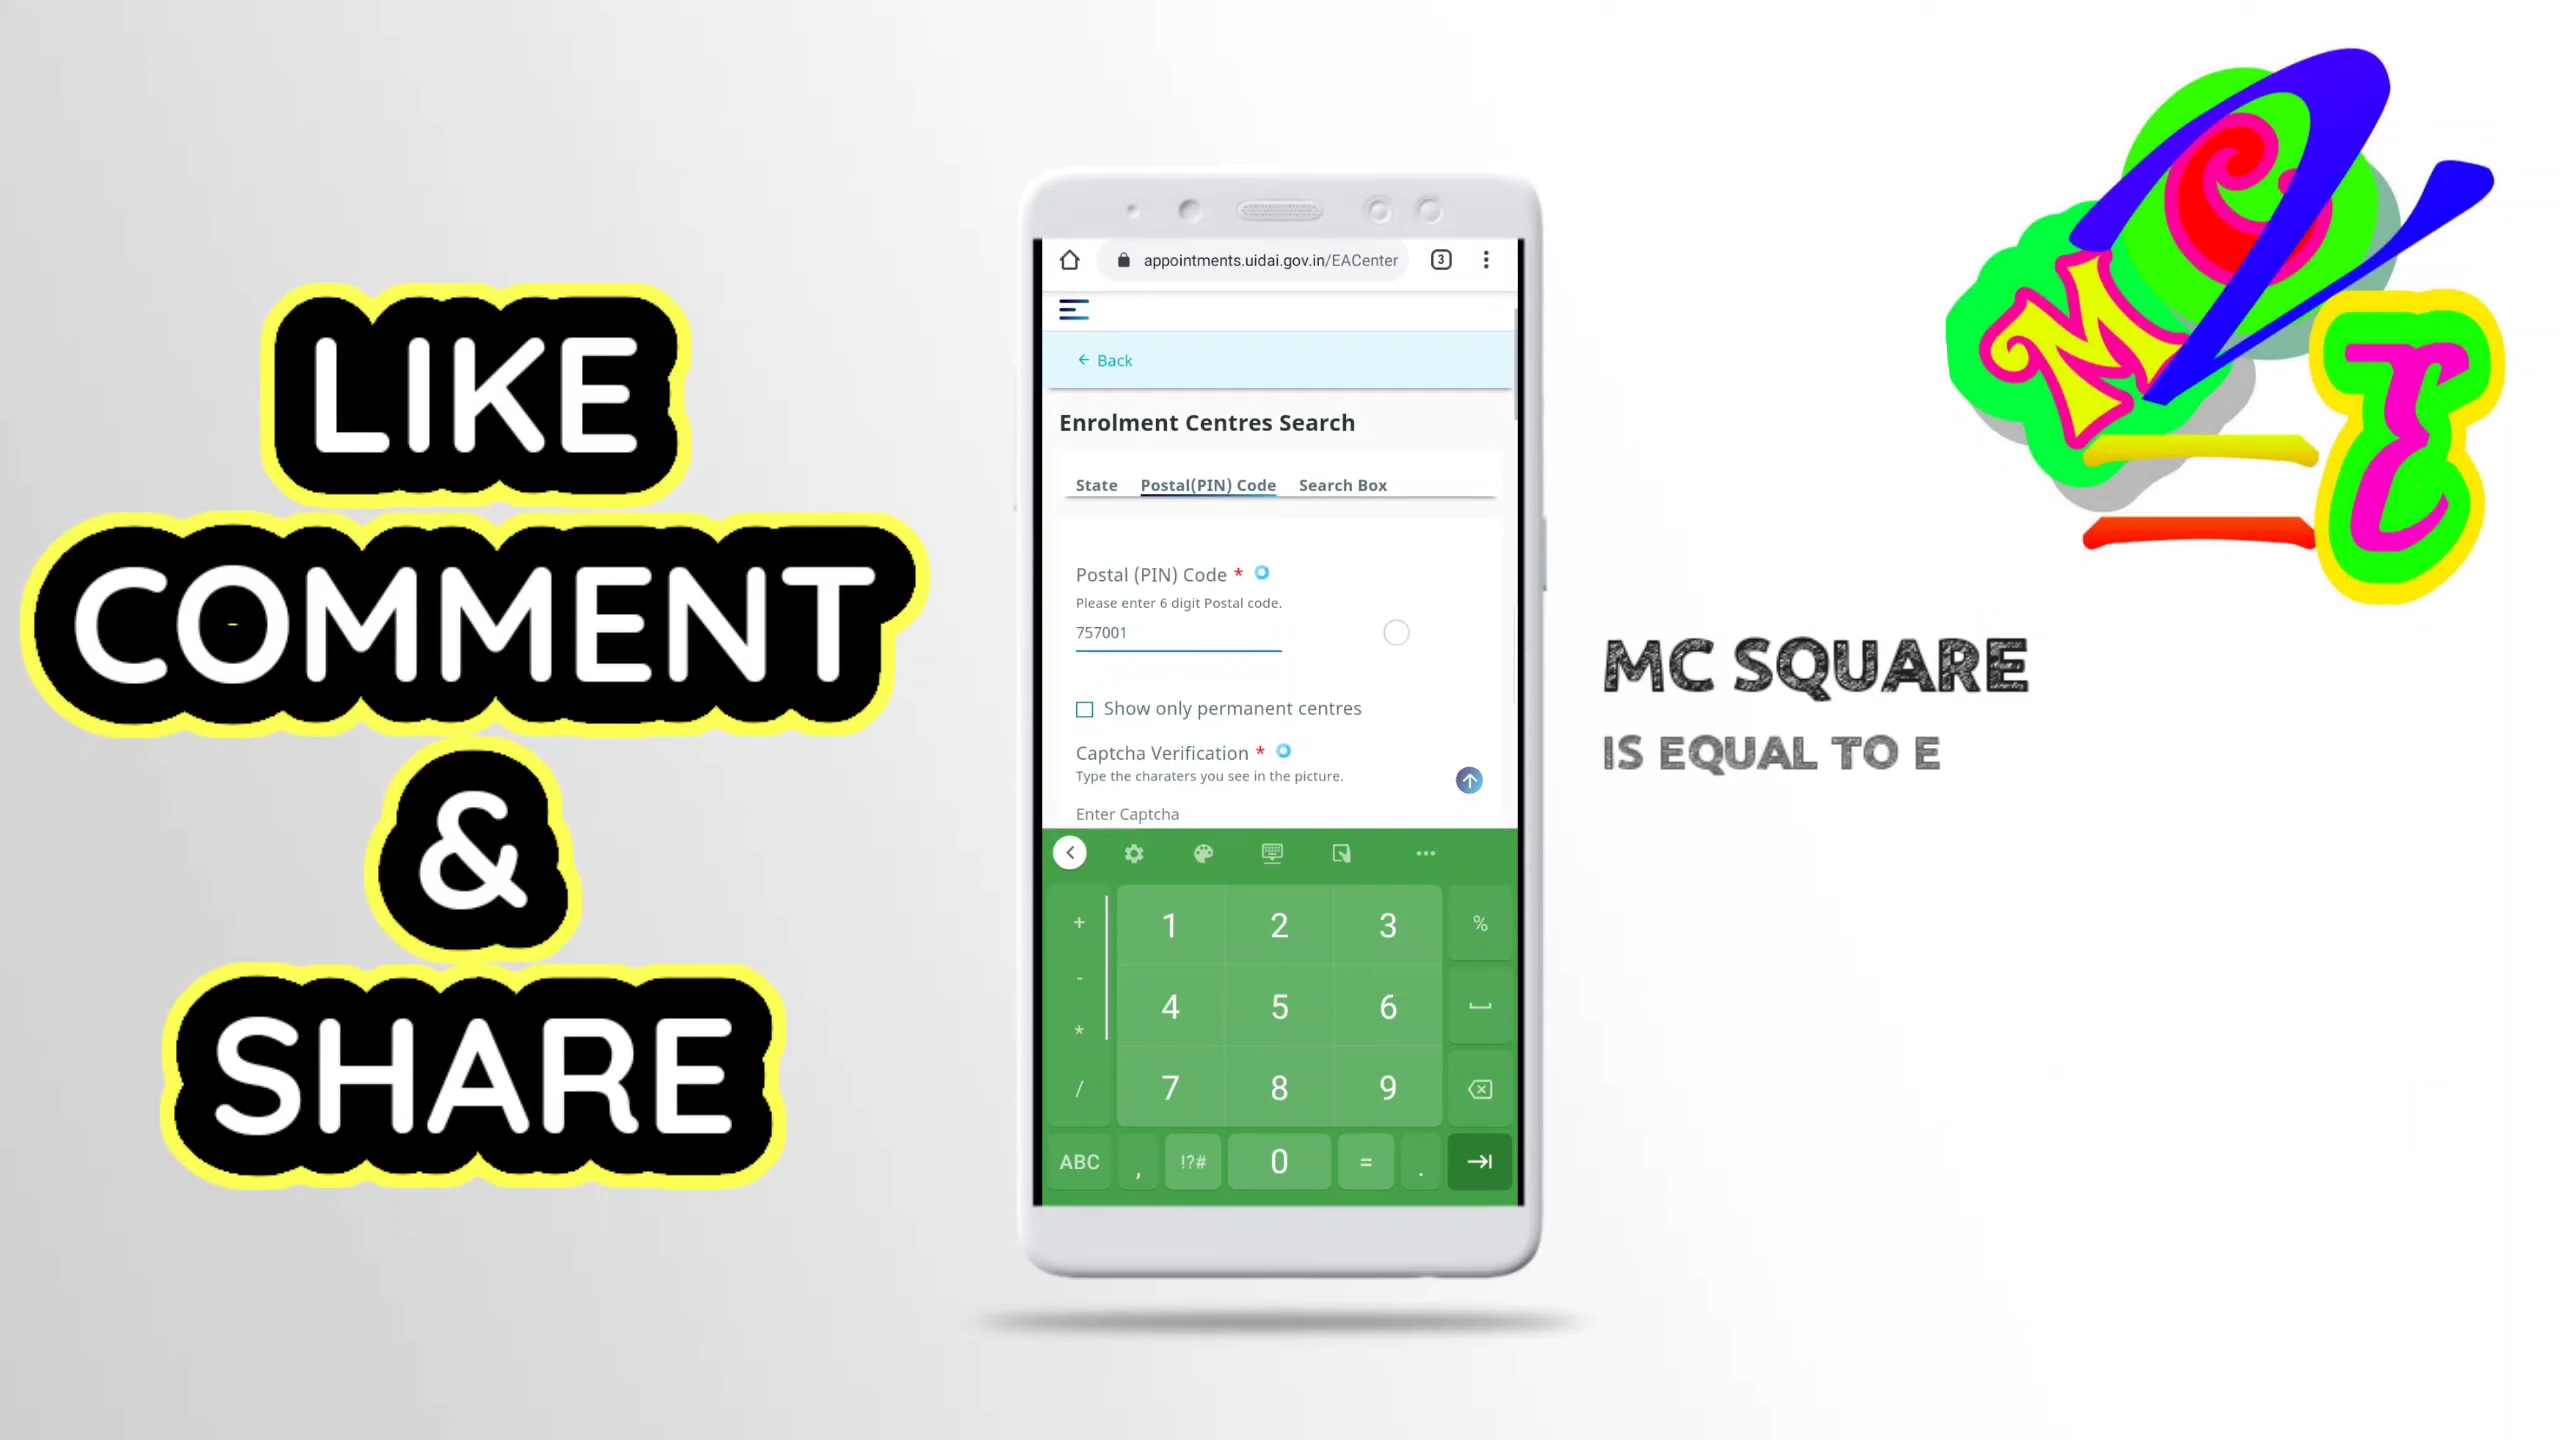 LIKE
COMMENT
&
SHARE
appointments.uidai.gov.in/EACenter
3
Back
Enrolment Centres Search
State Postal(PIN) Code Search Box
Postal (PIN) Code *
Please enter 6 digit Postal code.
757001
Show only permanent centres
Captcha Verification *
Type the charaters you see in the picture.
Enter Captcha
+ 1 2 3 %
-
4 5 6
*
/ 7 8 9
ABC , !?# 0 = .
MC2
E
MC SQUARE
IS EQUAL TO E